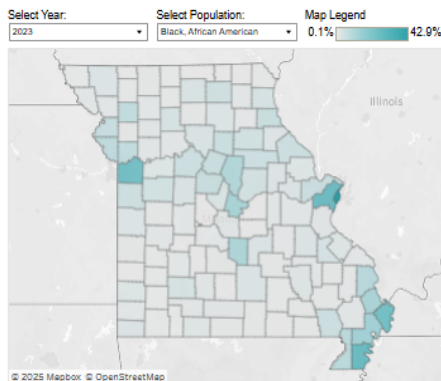 Select Year:
Select Population:
Map Legend
2023
Black, African American
0.1%
42.9%
Illinois
© 2025 Mapbox © OpenStreetMap